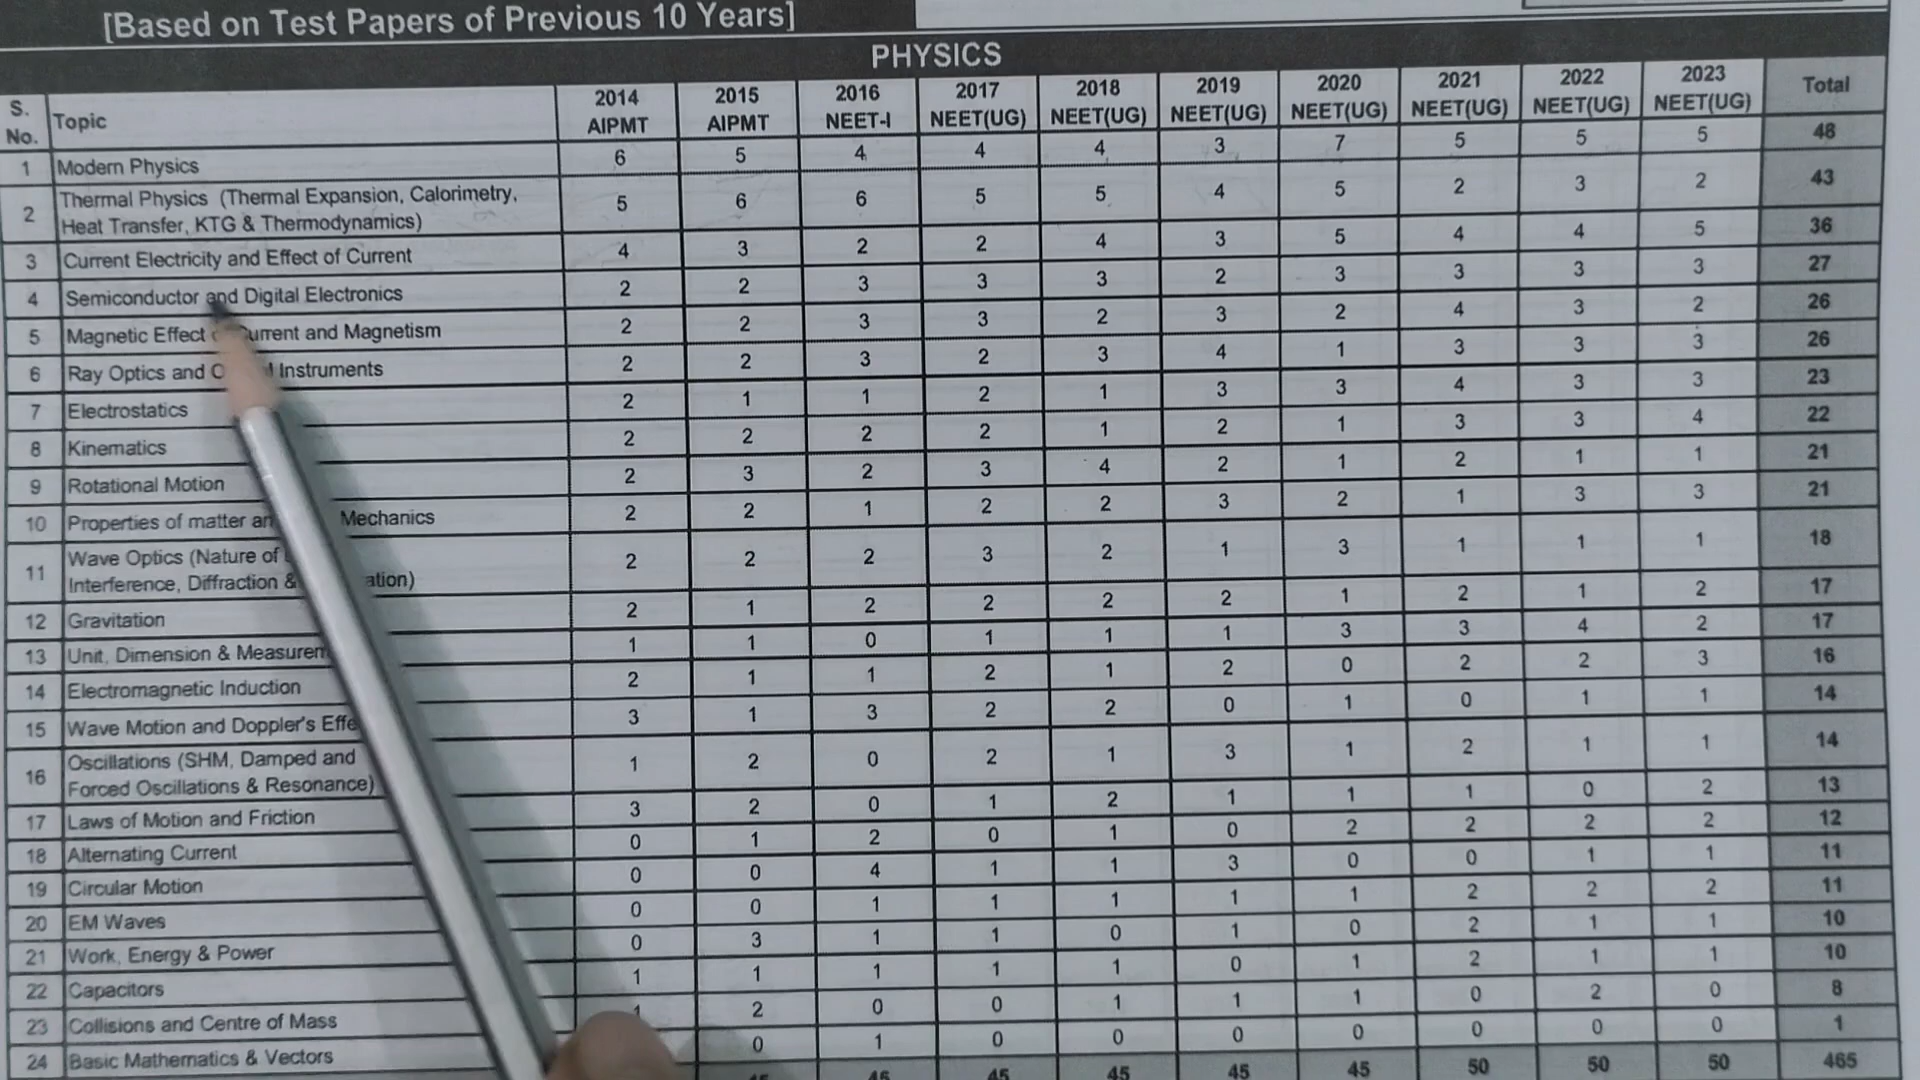 [Based on Test Papers of Previous 10 Years]
PHYSICS
S. No. Topic 2014 AIPMT 2015 AIPMT 2016 NEET-I 2017 NEET(UG) 2018 NEET(UG) 2019 NEET(UG) 2020 NEET(UG) 2021 NEET(UG) 2022 NEET(UG) 2023 NEET(UG) Total
1 Modern Physics 6 5 4 4 4 3 7 5 5 5 48
2 Thermal Physics (Thermal Expansion, Calorimetry,
Heat Transfer, KTG & Thermodynamics) 5 6 6 5 5 4 5 2 3 2 43
3 Current Electricity and Effect of Current 4 3 2 2 4 3 5 4 4 5 36
4 Semiconductor and Digital Electronics 2 2 3 3 3 2 3 3 3 3 27
5 Magnetic Effect Current and Magnetism 2 2 3 3 2 3 2 4 3 2 26
6 Ray Optics and Instruments 2 2 3 2 3 4 1 3 3 3 26
7 Electrostatics 2 1 1 2 1 3 3 4 3 3 23
8 Kinematics 2 2 2 2 1 2 1 3 3 4 22
9 Rotational Motion 2 3 2 3 4 2 1 2 1 1 21
10 Properties of matter Mechanics 2 2 1 2 2 3 2 1 3 3 21
11 Wave Optics (Nature of
Interference, Diffraction & 2 2 2 3 2 1 3 1 1 1 18
12 Gravitation 2 1 2 2 2 2 1 2 1 2 17
13 Unit, Dimension & 1 1 0 1 1 1 3 3 4 2 17
14 Electromagnetic Induction 2 1 1 2 1 2 0 2 2 3 16
15 Wave Motion and Doppler's 3 1 3 2 2 0 1 0 1 1 14
16 Oscillations (SHM, Damped and
Forced Oscillations & Resonance) 1 2 0 2 1 3 1 2 1 1 14
17 Laws of Motion and Friction 3 2 0 1 2 1 1 1 0 2 13
18 Alternating Current 0 1 2 0 1 0 2 2 2 2 12
19 Circular Motion 0 0 4 1 1 3 0 0 1 1 11
20 EM Waves 0 0 1 1 1 1 1 2 2 2 11
21 Work, Energy & Power 0 3 1 1 0 1 0 2 1 1 10
22 Capacitors 1 1 1 1 1 0 1 2 1 1 10
23 Collisions and Centre of Mass 1 2 0 0 1 1 1 0 2 0 8
24 Basic Mathematics & Vectors 0 1 0 0 0 0 0 0 0 1
45 45 45 45 45 45 50 50 50 465